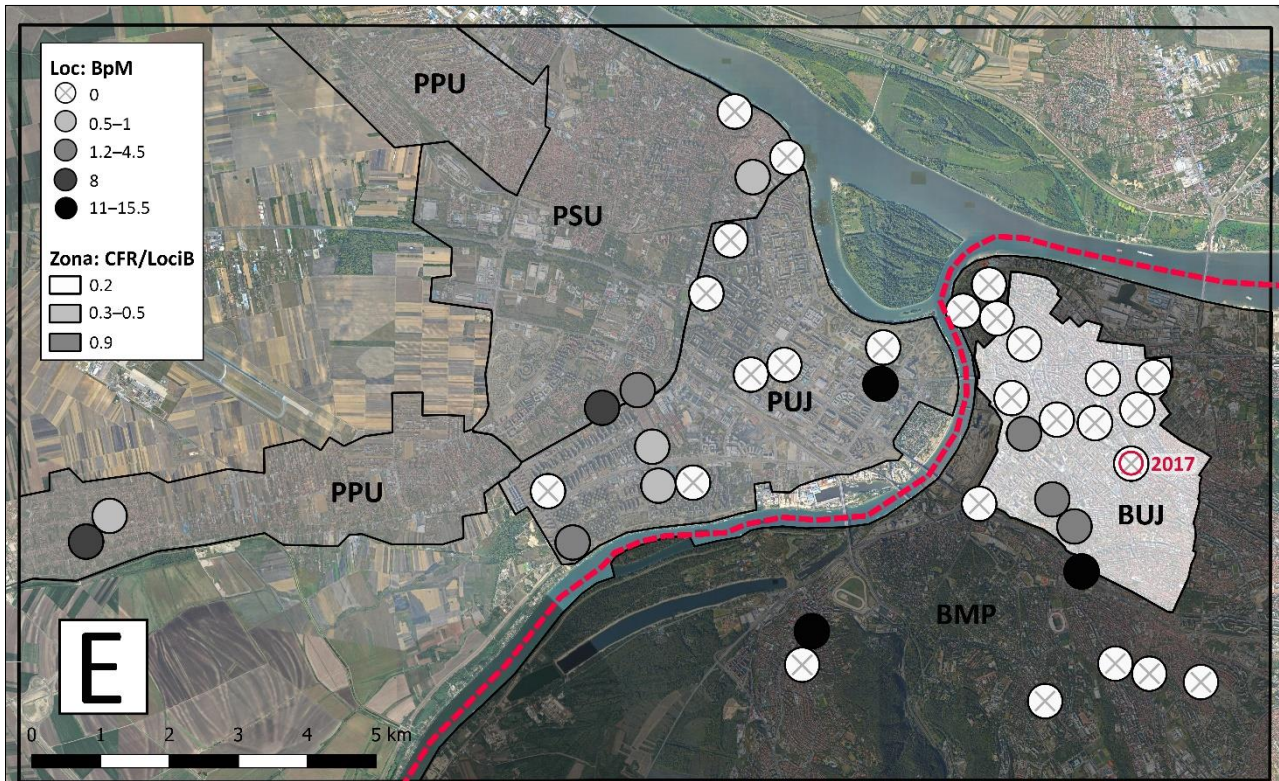 Loc: BpM
0
0.5–1
1.2–4.5
8
11–15.5
Zona: CFR/LociB
0.2
0.3–0.5
0.9
PPU
PSU
PUJ
PPU
2017
BUJ
BMP
E
0 1 2 3 4 5 km